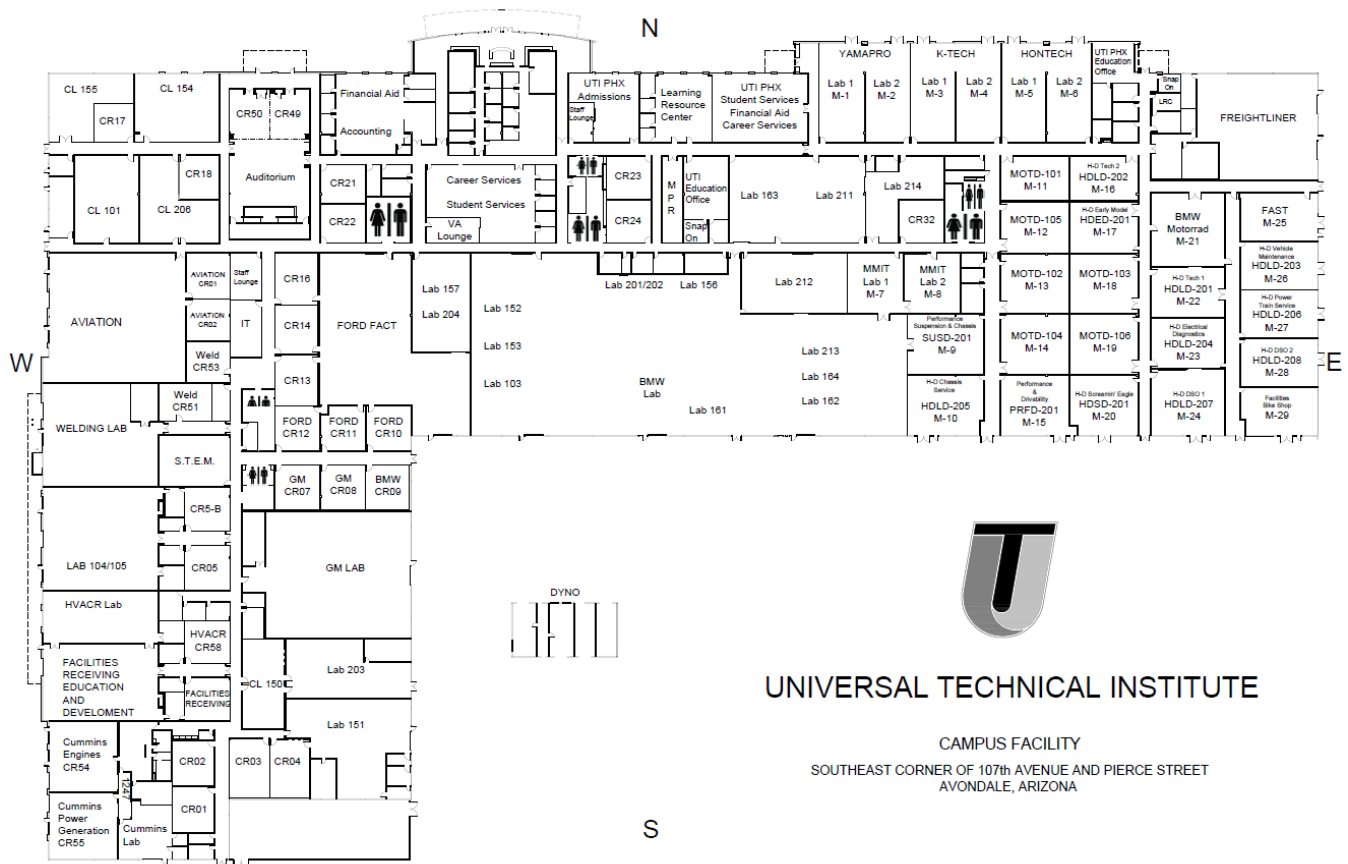 N
CL 155
CL 154
CR17
CR50
CR49
Auditorium
Financial Aid
Accounting
UTI PHX
Admissions
Staff
Lounge
Learning
Resource
Center
UTI PHX
Student Services
Financial Aid
Career Services
YAMAPRO
Lab 1
M-1
Lab 2
M-2
K-TECH
Lab 1
M-3
Lab 2
M-4
HONTECH
Lab 1
M-5
Lab 2
M-6
UTI PHX
Education
Office
Snap
On
LRC
FREIGHTLINER
CL 101
CL 206
CR18
CR21
CR22
Career Services
Student Services
VA
Lounge
CR23
CR24
M
P
R
UTI
Education
Office
Snap
On
Lab 163
Lab 211
Lab 214
CR32
MOTD-101
M-11
H-D Tech 2
HDLD-202
M-16
MOTD-105
M-12
H-D Early Model
HDED-201
M-17
BMW
Motorrad
M-21
FAST
M-25
AVIATION
AVIATION
CR01
AVIATION
CR02
Staff
Lounge
IT
Weld
CR53
CR16
CR14
CR13
FORD FACT
Lab 157
Lab 204
Lab 152
Lab 153
Lab 103
Lab 201/202
Lab 156
Lab 212
MMIT
Lab 1
M-7
MMIT
Lab 2
M-8
MOTD-102
M-13
MOTD-103
M-18
H-D Tech 1
HDLD-201
M-22
H-D Vehicle
Maintenance
HDLD-203
M-26
H-D Power
Train Service
HDLD-206
M-27
Performance
Suspension & Chassis
SUSD-201
M-9
MOTD-104
M-14
MOTD-106
M-19
H-D Electrical
Diagnostics
HDLD-204
M-23
H-D DSO 2
HDLD-208
M-28
W
E
Lab 213
Lab 164
Lab 162
BMW
Lab
Lab 161
H-D Chassis
Service
HDLD-205
M-10
Performance
&
Drivability
PRFD-201
M-15
H-D Screamin' Eagle
HDSD-201
M-20
H-D DSO 1
HDLD-207
M-24
Facilities
Bike Shop
M-29
WELDING LAB
Weld
CR51
S.T.E.M.
FORD
CR12
FORD
CR11
FORD
CR10
GM
CR07
GM
CR08
BMW
CR09
LAB 104/105
CR5-B
CR05
GM LAB
HVACR Lab
HVACR
CR58
DYNO
FACILITIES
RECEIVING
EDUCATION
AND
DEVELOMENT
FACILITIES
RECEIVING
CL 150
Lab 203
Lab 151
Cummins
Engines
CR54
1247
CR02
CR03
CR04
Cummins
Power
Generation
CR55
Cummins
Lab
CR01
UNIVERSAL TECHNICAL INSTITUTE
CAMPUS FACILITY
SOUTHEAST CORNER OF 107th AVENUE AND PIERCE STREET
AVONDALE, ARIZONA
S